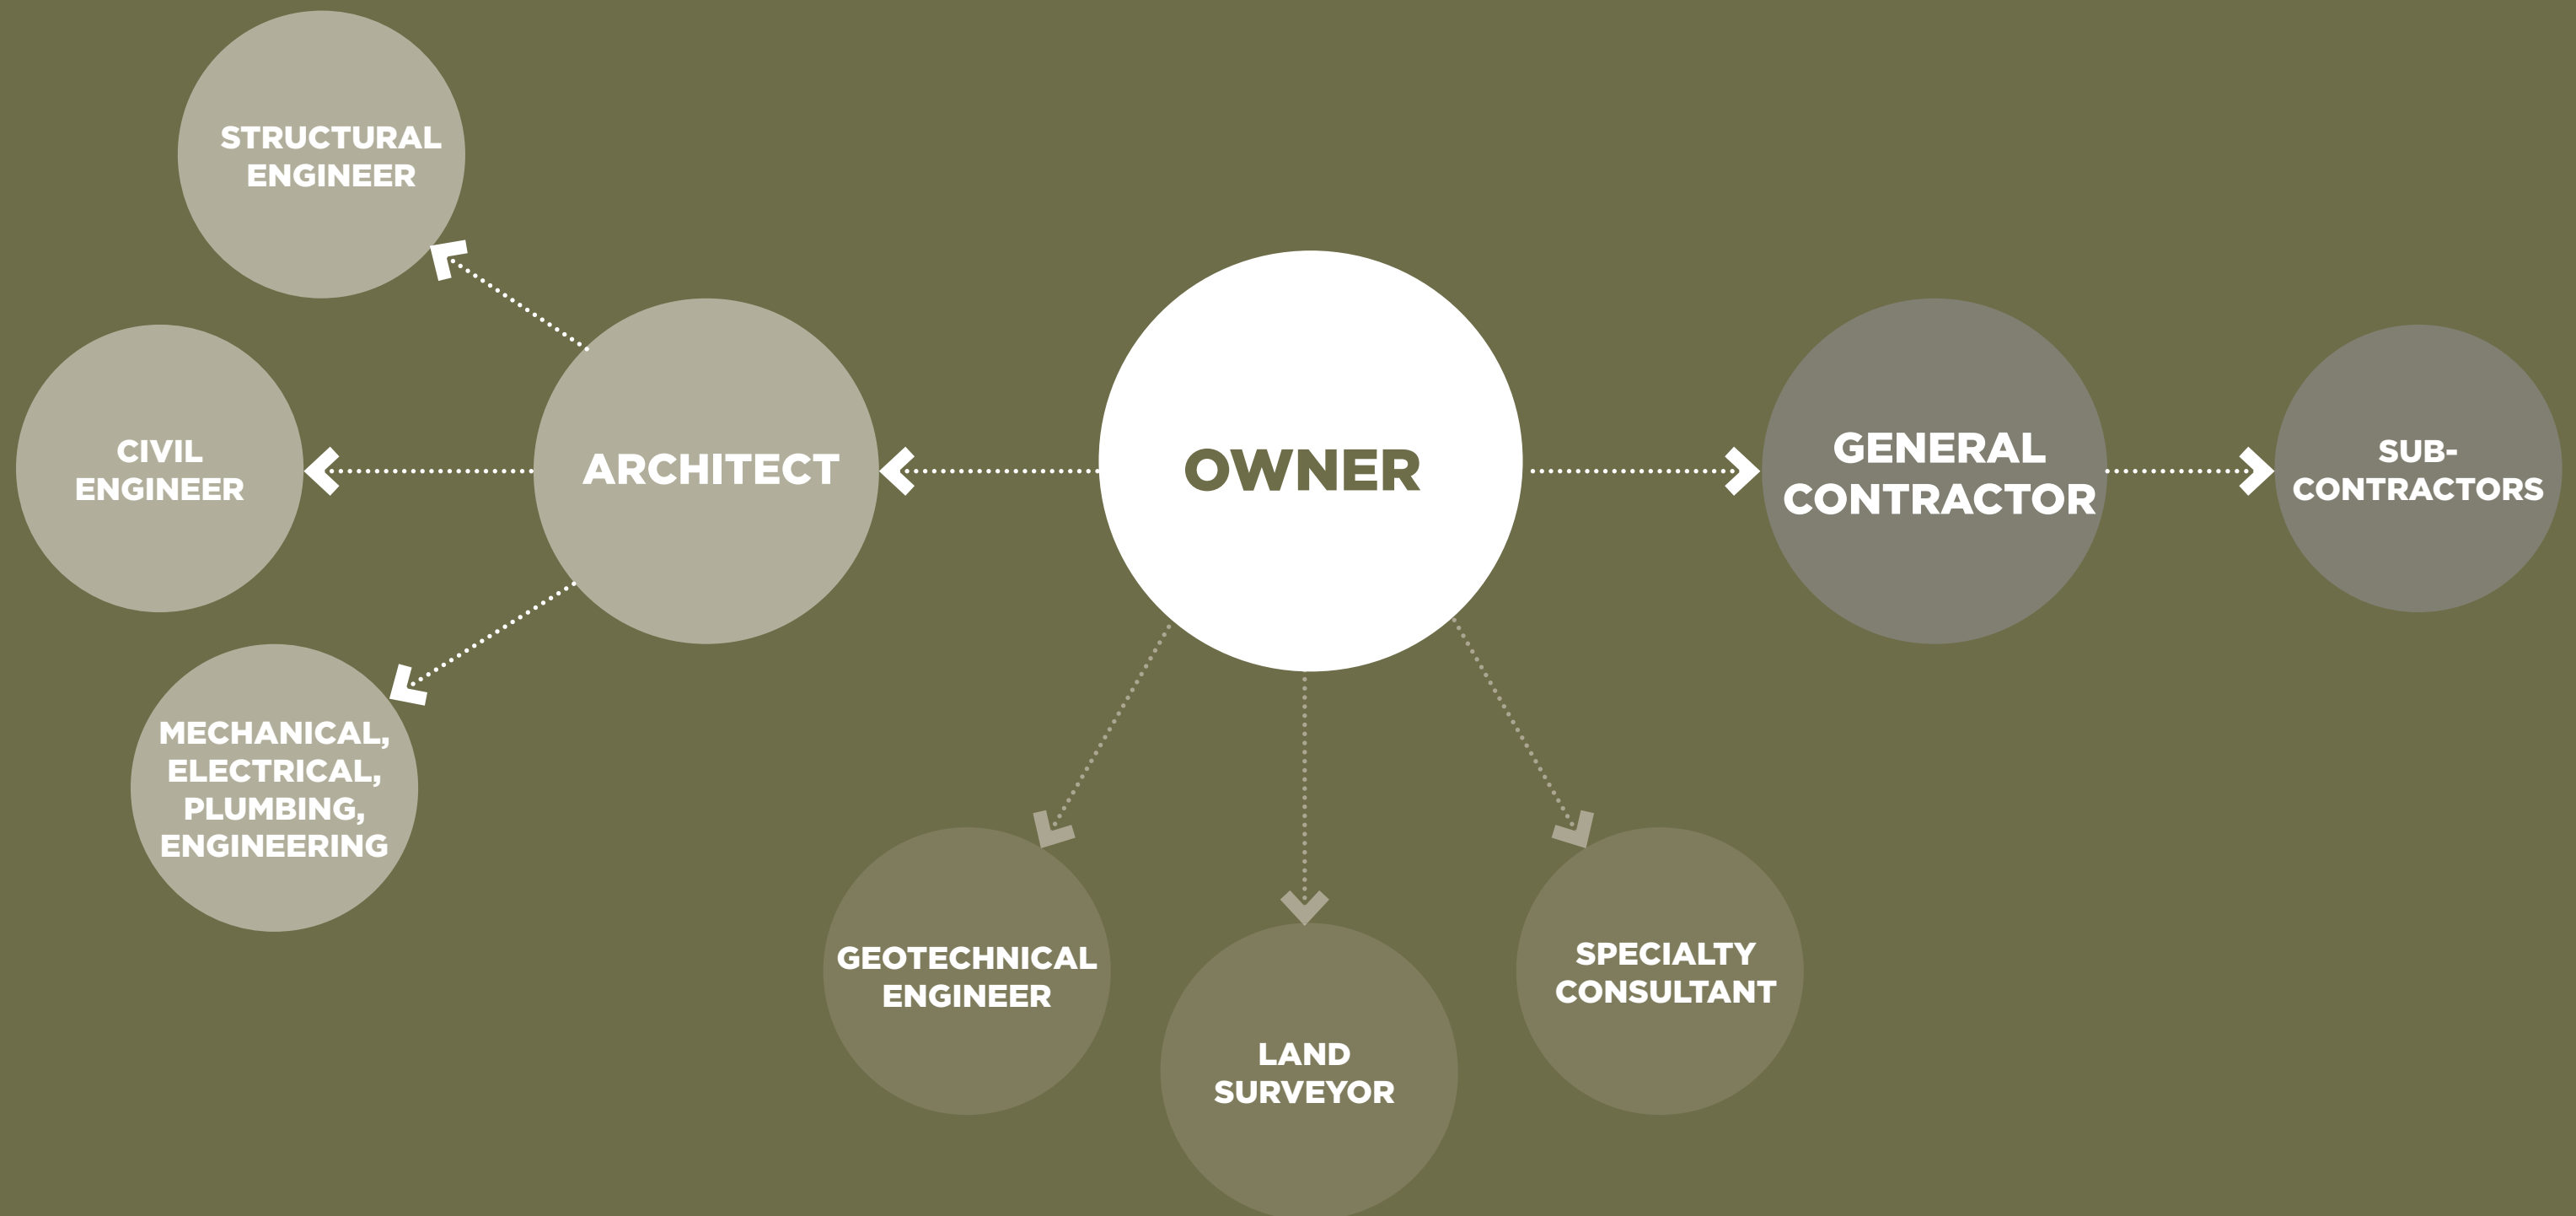 STRUCTURAL
ENGINEER
CIVIL
ENGINEER
ARCHITECT
OWNER
GENERAL
CONTRACTOR
SUB-
CONTRACTORS
MECHANICAL,
ELECTRICAL,
PLUMBING,
ENGINEERING
GEOTECHNICAL
ENGINEER
LAND
SURVEYOR
SPECIALTY
CONSULTANT